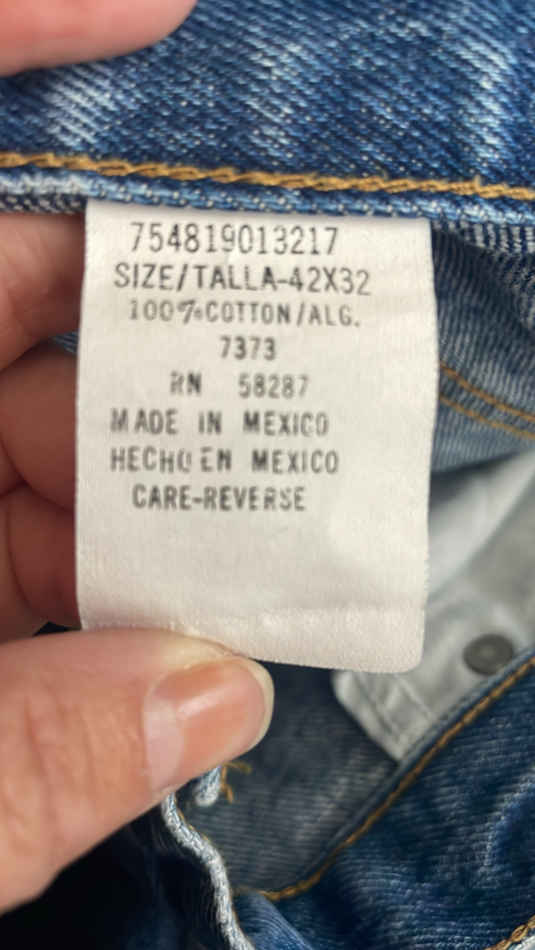 754819013217
SIZE/TALLA-42X32
100%COTTON/ALG.
7373
RN 58287
MADE IN MEXICO
HECHO EN MEXICO
CARE-REVERSE